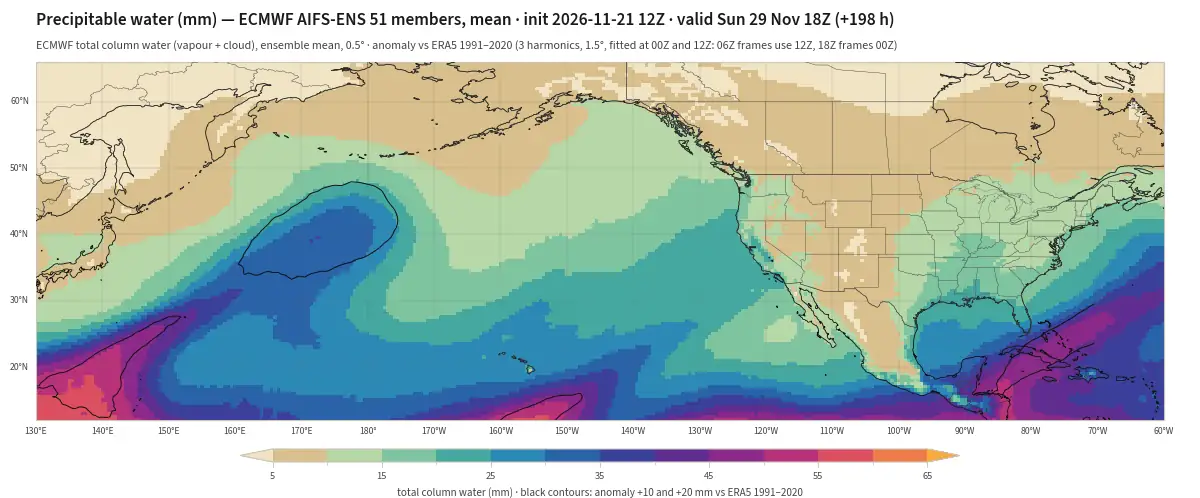 Precipitable water (mm) — ECMWF AIFS-ENS 51 members, mean · init 2026-11-21 12Z · valid Sun 29 Nov 18Z (+198 h)
ECMWF total column water (vapour + cloud), ensemble mean, 0.5° · anomaly vs ERA5 1991–2020 (3 harmonics, 1.5°, fitted at 00Z and 12Z: 06Z frames use 12Z, 18Z frames 00Z)
60°N
50°N
40°N
30°N
20°N
130°E 140°E 150°E 160°E 170°E 180° 170°W 160°W 150°W 140°W 130°W 120°W 110°W 100°W 90°W 80°W 70°W 60°W
5 15 25 35 45 55 65
total column water (mm) · black contours: anomaly +10 and +20 mm vs ERA5 1991–2020